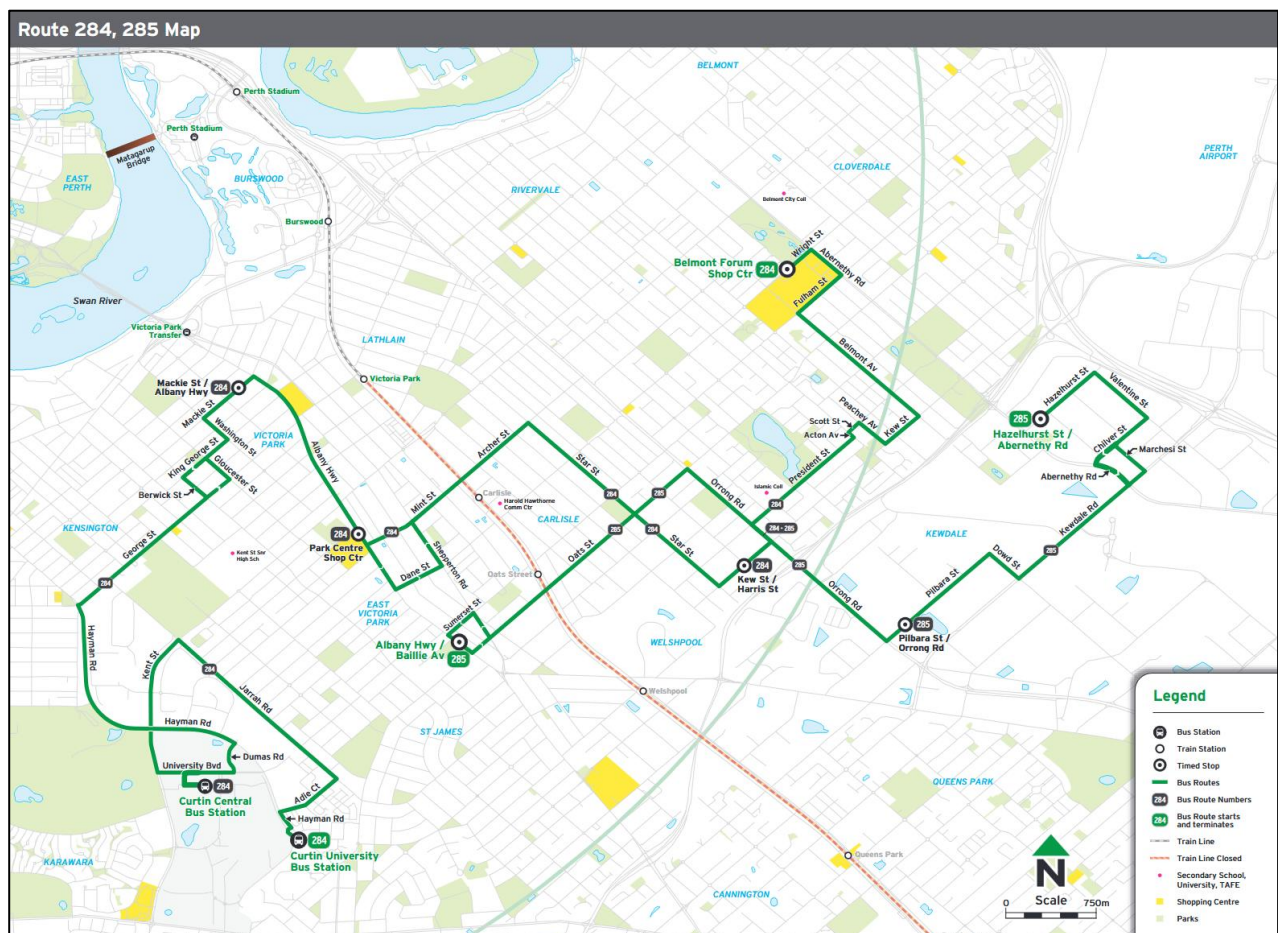 Route 284, 285 Map
BELMONT
Perth Stadium
Perth Stadium
Matagarup
Bridge
EAST
PERTH
BURSWOOD
RIVERVALE
CLOVERDALE
PERTH
AIRPORT
Belmont City Coll
Burswood
Wright St
Abernethy Rd
Belmont Forum
Shop Ctr
284
Fulham St
Swan River
Victoria Park
Transfer
LATHLAIN
Belmont Av
Victoria Park
Mackie St /
Albany Hwy
284
Mackie St
Washington St
VICTORIA
PARK
Albany Hwy
King George St
Gloucester St
Berwick St
Archer St
Star St
Peachey Av
Scott St
Acton Av
Kew St
President St
Hazelhurst St
Valentine St
285
Hazelhurst St /
Abernethy Rd
Chilver St
Marchesi St
Abernethy Rd
Kewdale Rd
KENSINGTON
George St
Kent St Snr
High Sch
284
Park Centre
Shop Ctr
284
Mint St
Carlisle
Harold Hawthorne
Comm Ctr
CARLISLE
284
285
Orrong Rd
Islamic Coll
284
284 - 285
KEWDALE
285
284
Star St
Oats St
Shepperton Rd
Dane St
Oats Street
284
Kew St /
Harris St
285
Orrong Rd
Pilbara St
Dowd St
285
284
EAST
VICTORIA
PARK
Sumerset St
Albany Hwy /
Baillie Av
285
WELSHPOOL
285
Pilbara St /
Orrong Rd
Hayman Rd
Kent St
284
Jarrah Rd
Welshpool
Hayman Rd
ST JAMES
Dumas Rd
University Bvd
284
Curtin Central
Bus Station
Adie Ct
Hayman Rd
284
Curtin University
Bus Station
KARAWARA
QUEENS PARK
Queens Park
CANNINGTON
N
Scale
0
750m
Legend
Bus Station
Train Station
Timed Stop
Bus Routes
284
Bus Route Numbers
284
Bus Route starts
and terminates
Train Line
Train Line Closed
Secondary School,
University, TAFE
Shopping Centre
Parks